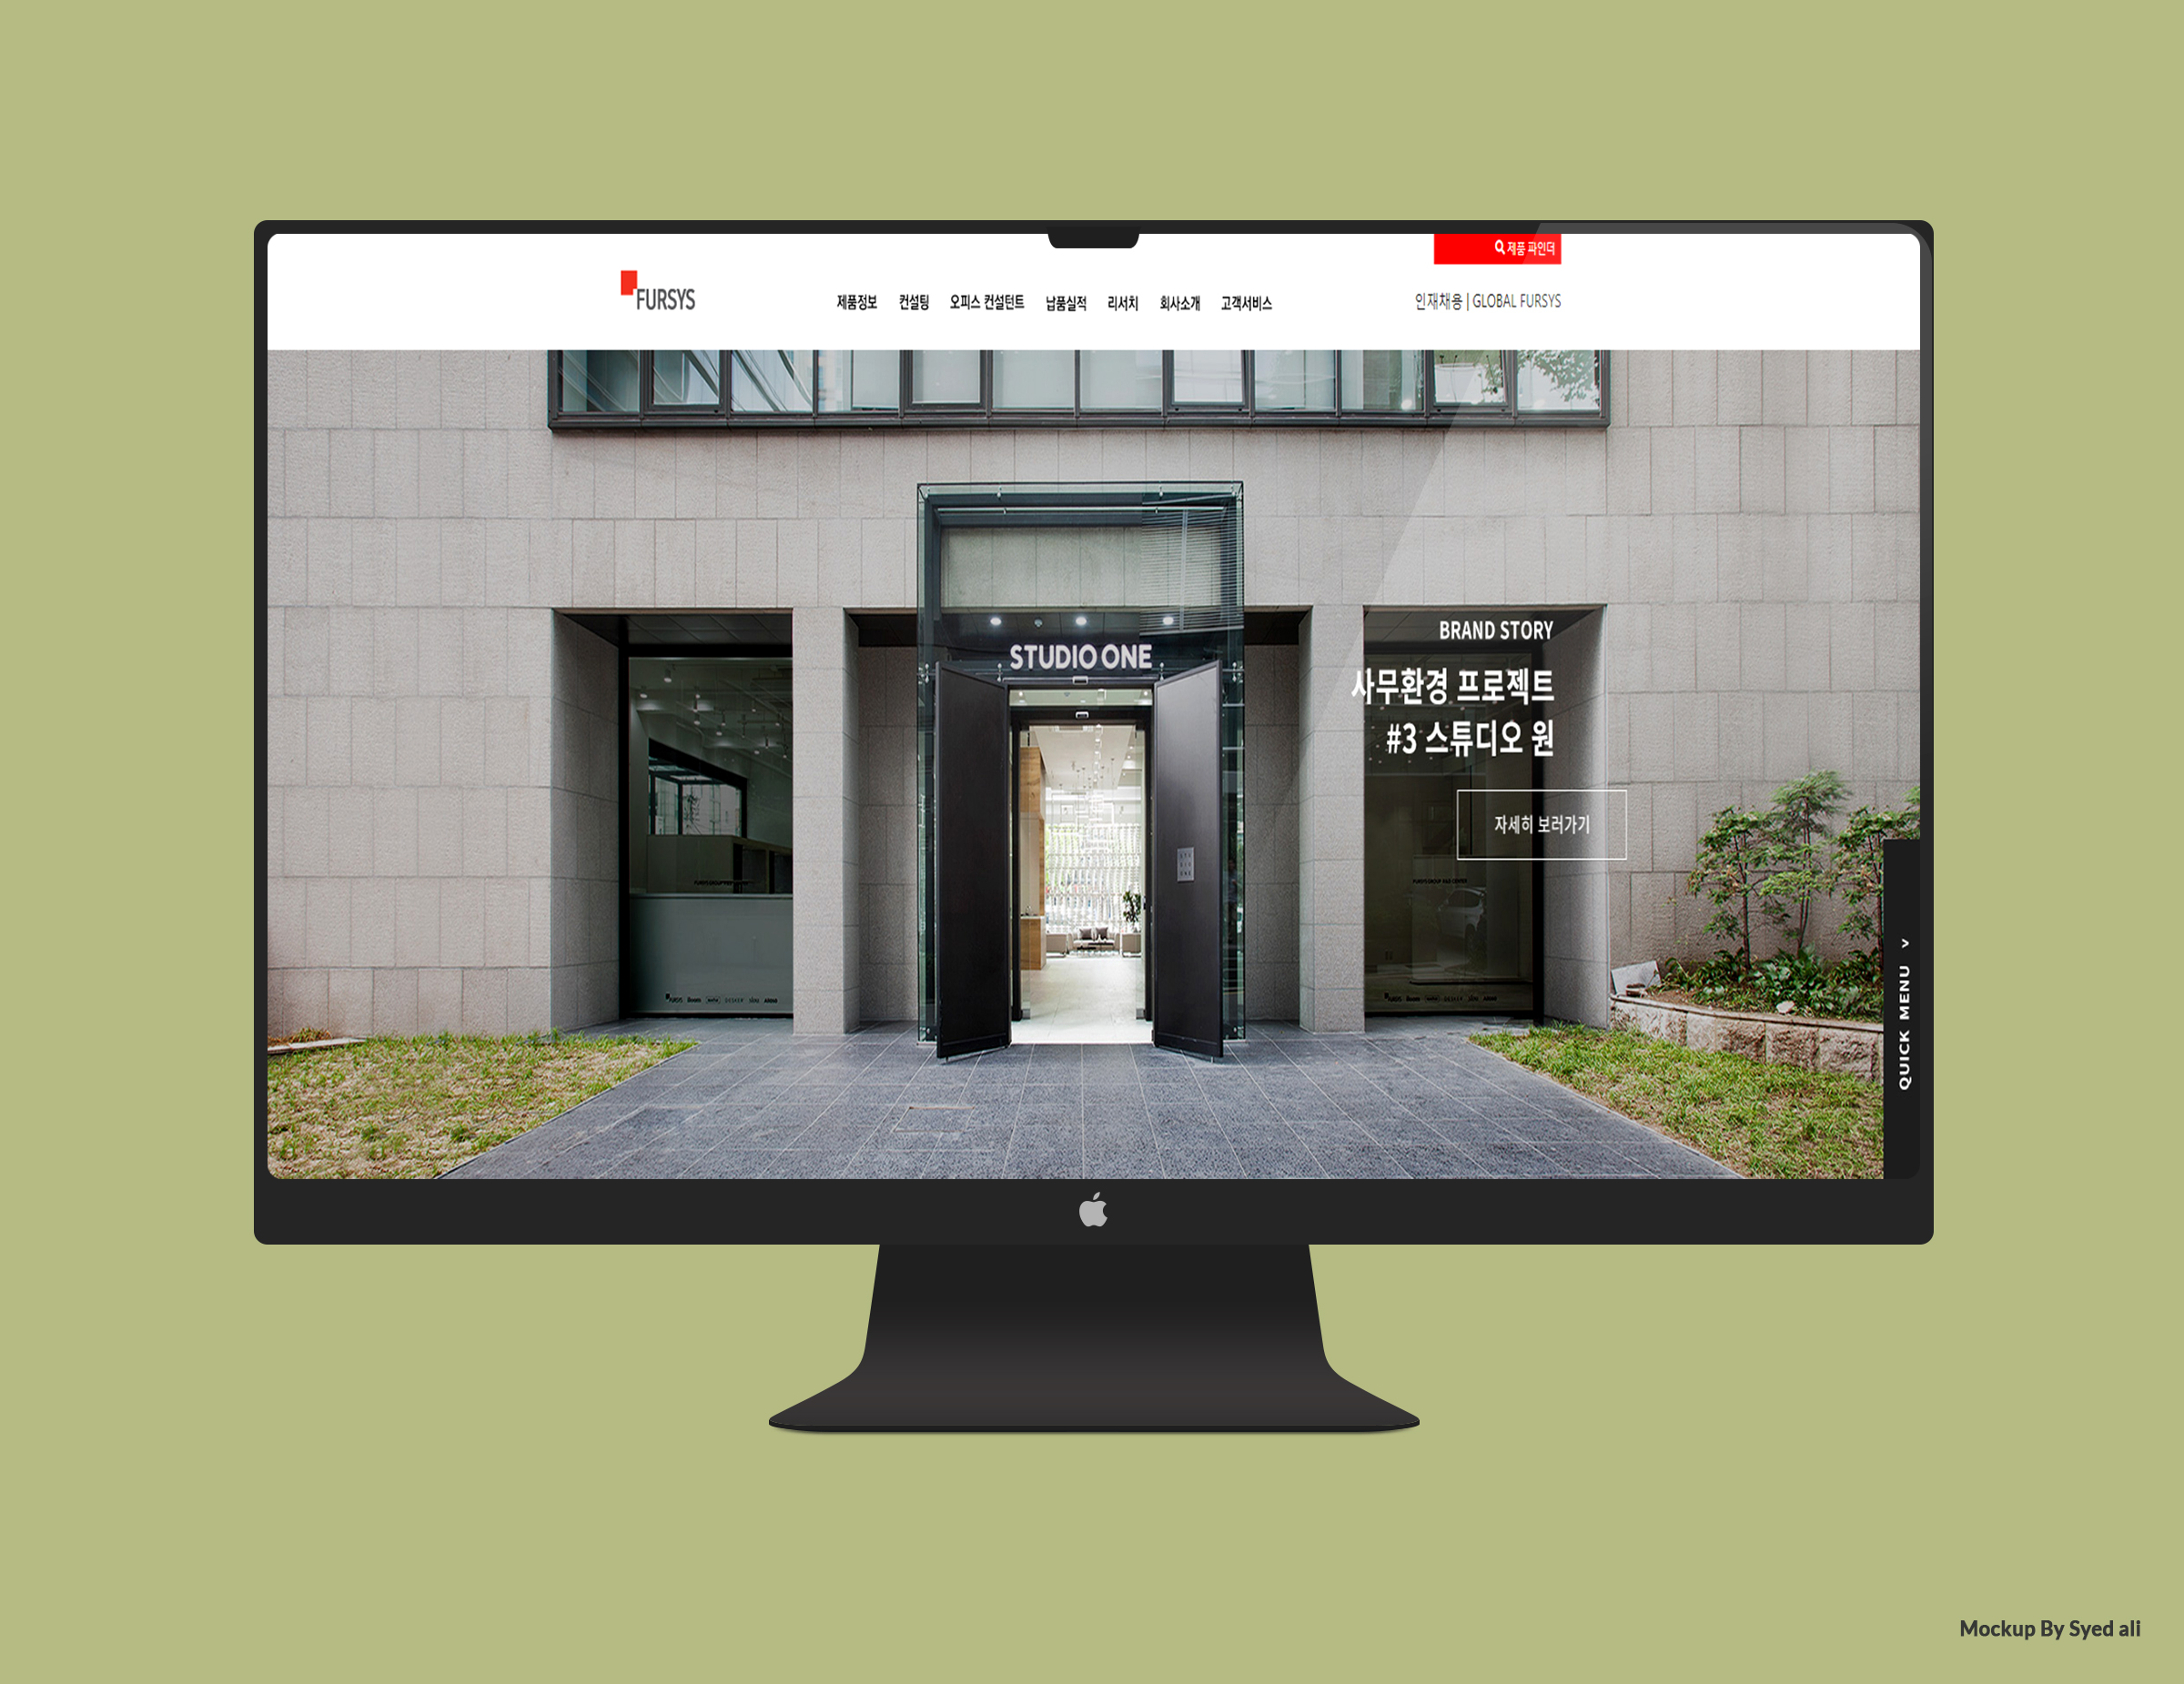 제품 파인더
FURSYS
제품정보 컨설팅 오피스 컨설턴트 납품실적 리서치 회사소개 고객서비스
인재채용 | GLOBAL FURSYS
STUDIO ONE
BRAND STORY
사무환경 프로젝트
#3 스튜디오 원
자세히 보러가기
QUICK MENU
Mockup By Syed ali